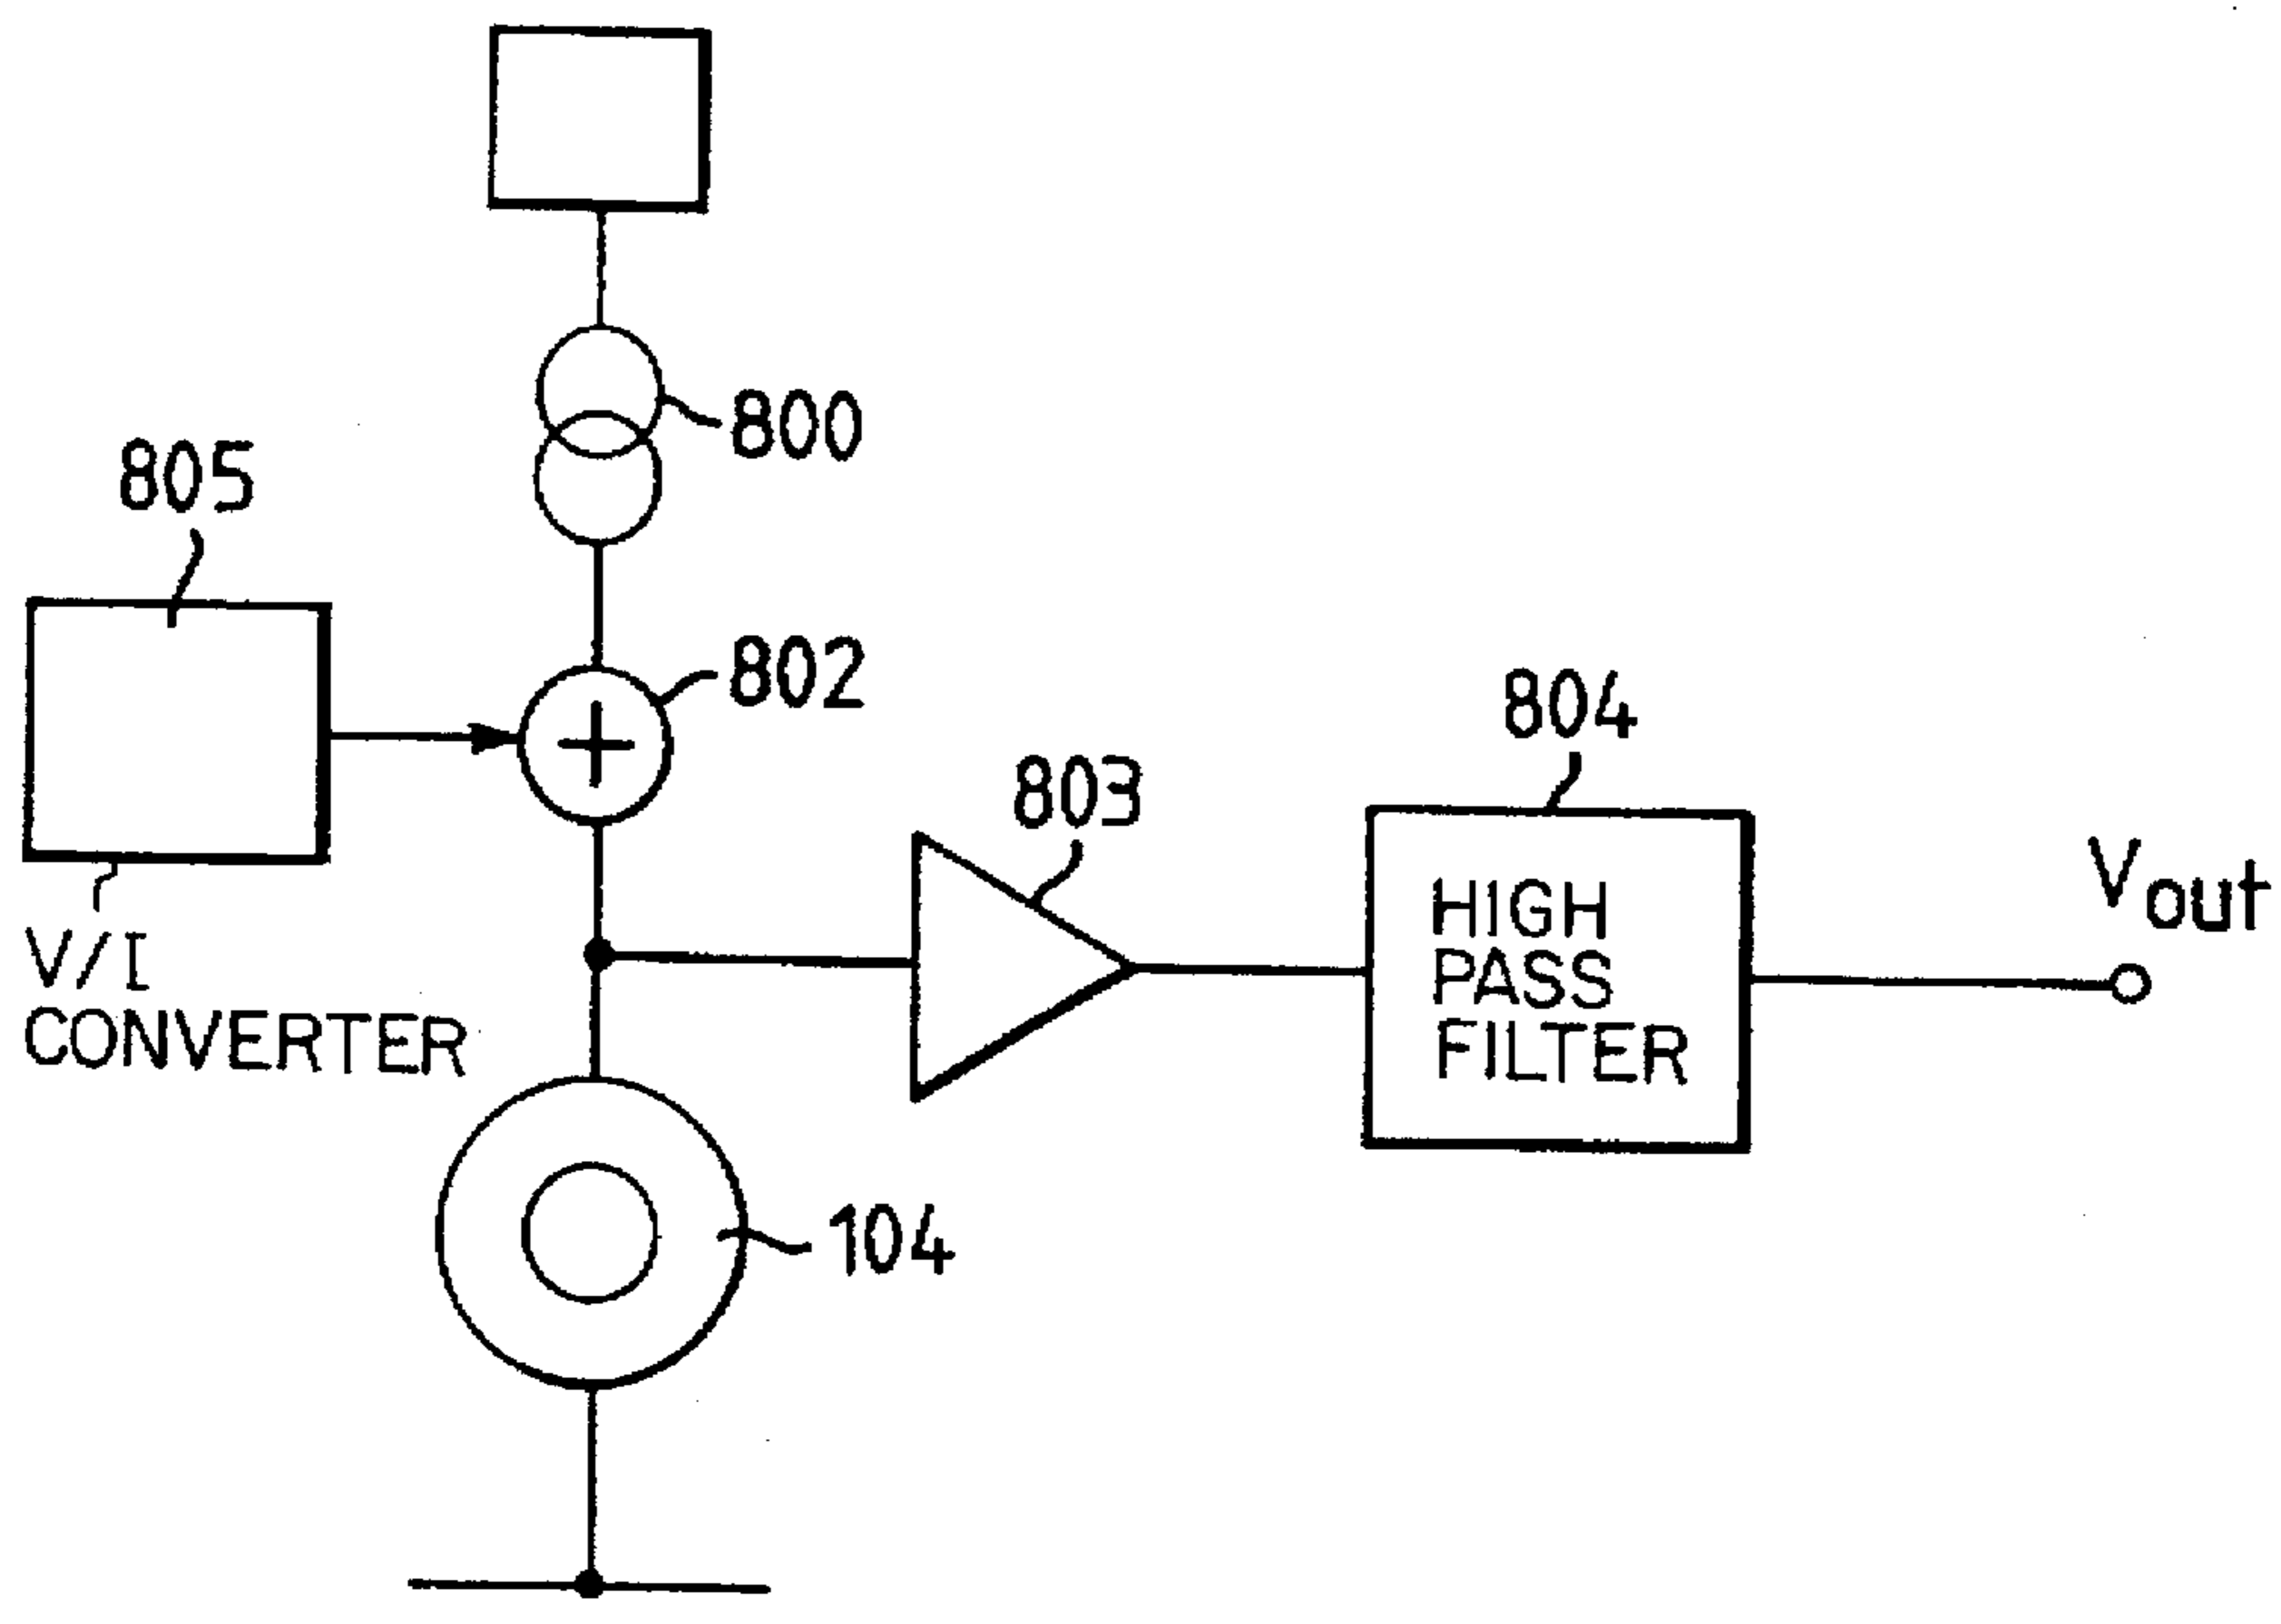 800
805
802
804
803
Vout
HIGH
PASS
FILTER
V/I
CONVERTER
104